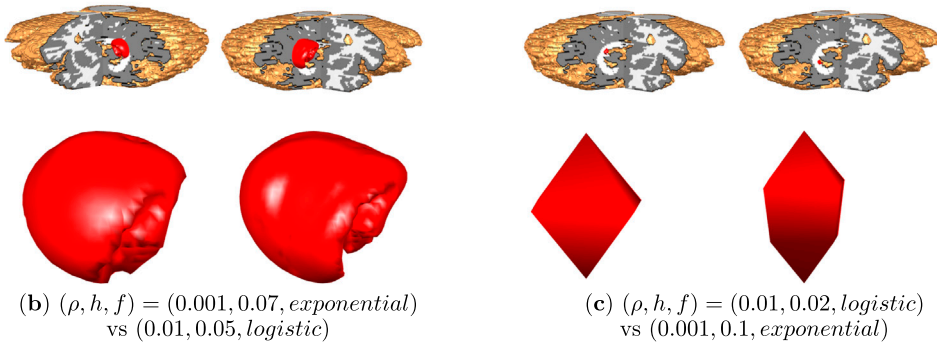 (b) (ρ, h, f) = (0.001, 0.07, exponential)
vs (0.01, 0.05, logistic)
(c) (ρ, h, f) = (0.01, 0.02, logistic)
vs (0.001, 0.1, exponential)